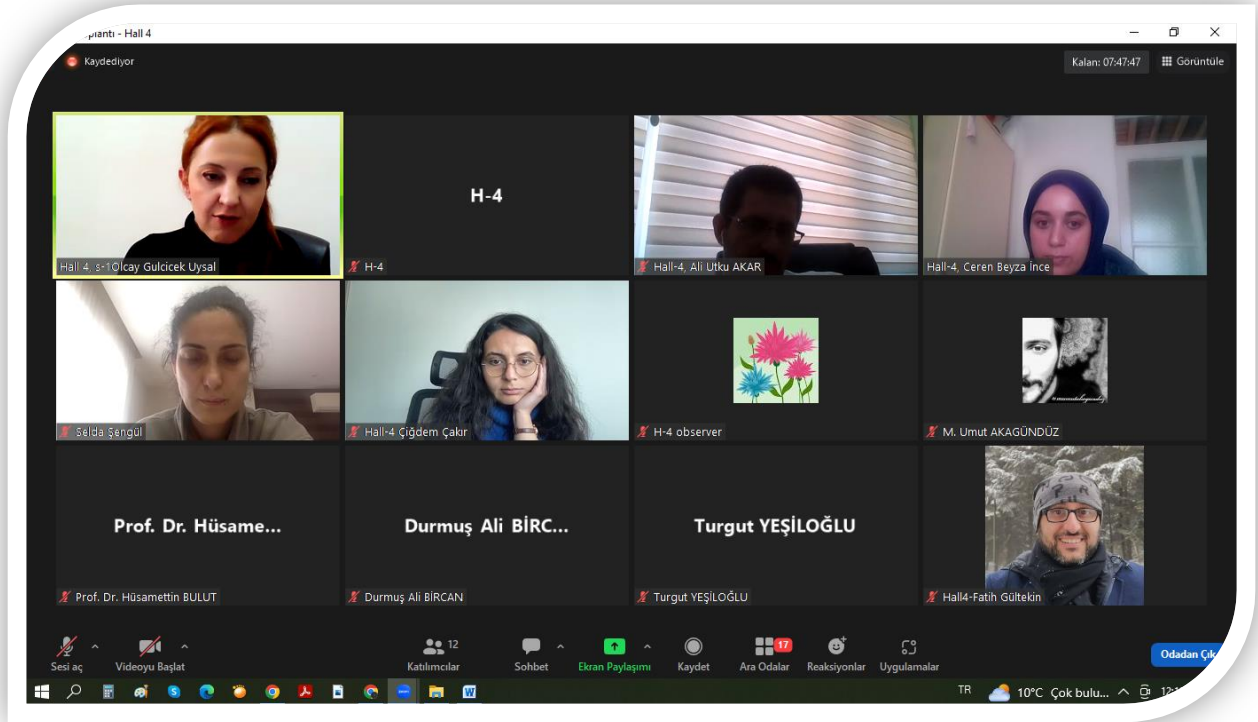 plantı - Hall 4
Kaydediyor
Kalan: 07:47:47
Görüntüle
Hall 4, s-1Olcay Gulcicek Uysal
H-4
H-4
Hall-4, Ali Utku AKAR
Hall-4, Ceren Beyza İnce
Selda Şengül
Hall-4 Çiğdem Çakır
H-4 observer
M. Umut AKAGÜNDÜZ
Prof. Dr. Hüsame...
Prof. Dr. Hüsamettin BULUT
Durmuş Ali BİRC...
Durmuş Ali BİRCAN
Turgut YEŞİLOĞLU
Turgut YEŞİLOĞLU
Hall4-Fatih Gültekin
Sesi aç
Videoyu Başlat
12
Katılımcılar
Sohbet
Ekran Paylaşımı
Kaydet
17
Ara Odalar
Reaksiyonlar
Uygulamalar
Odadan Çık
TR
10°C Çok bulu...